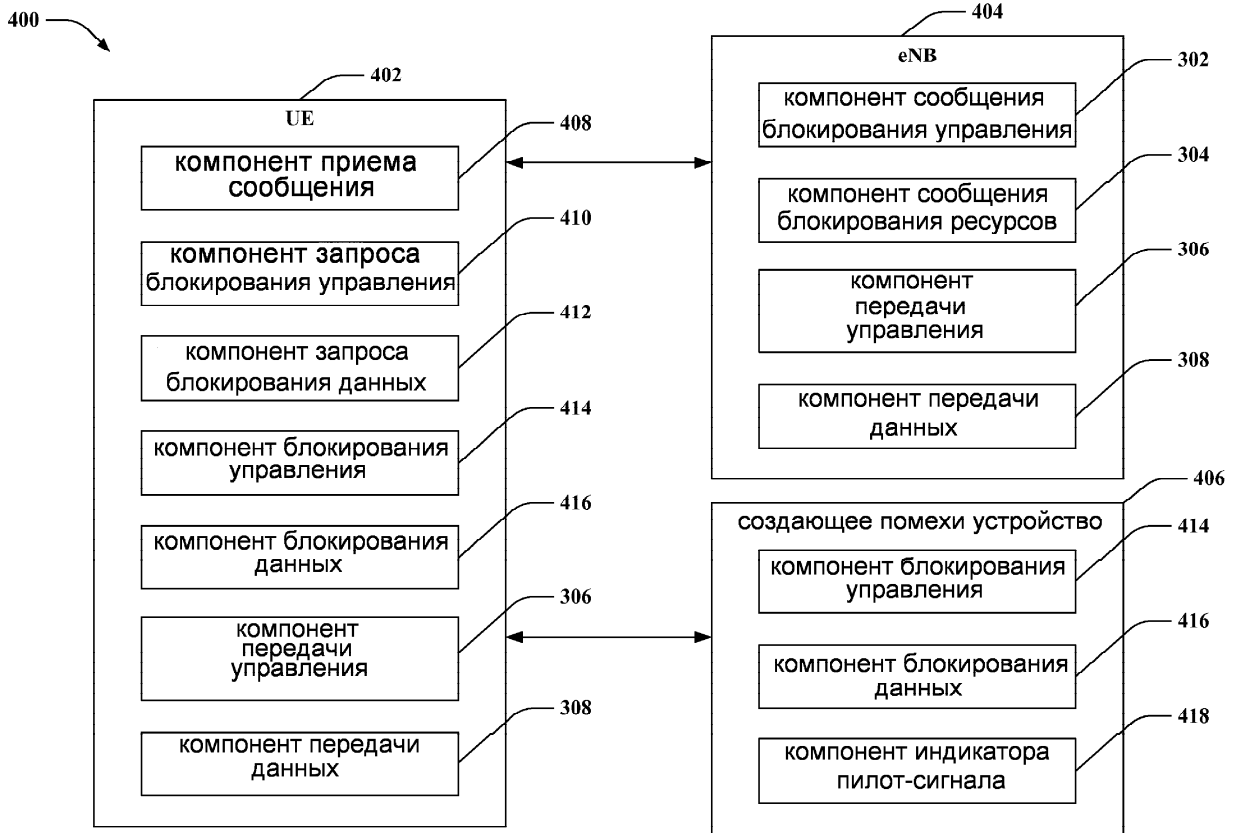 400
402
UE
408
компонент приема
сообщения
410
компонент запроса
блокирования управления
412
компонент запроса
блокирования данных
414
компонент блокирования
управления
416
компонент блокирования
данных
306
компонент
передачи
управления
308
компонент передачи
данных
404
eNB
302
компонент сообщения
блокирования управления
304
компонент сообщения
блокирования ресурсов
306
компонент
передачи
управления
308
компонент передачи
данных
406
создающее помехи устройство
414
компонент блокирования
управления
416
компонент блокирования
данных
418
компонент индикатора
пилот-сигнала